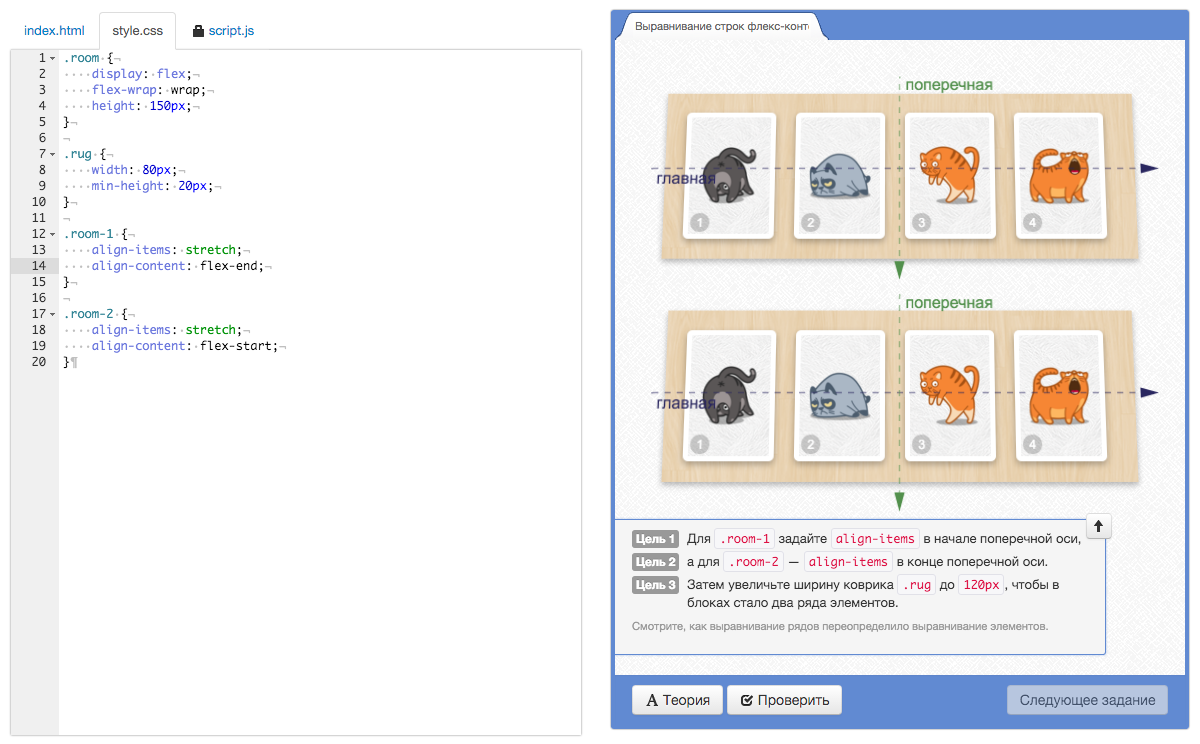 index.html style.css script.js
1 .room {¬
2 ····display:·flex;¬
3 ····flex-wrap:·wrap;¬
4 ····height:·150px;¬
5 }¬
6 ¬
7 .rug·{¬
8 ····width:·80px;¬
9 ····min-height:·20px;¬
10 }¬
11 ¬
12 .room-1·{¬
13 ····align-items:·stretch;¬
14 ····align-content:·flex-end;¬
15 }¬
16 ¬
17 .room-2·{¬
18 ····align-items:·stretch;¬
19 ····align-content:·flex-start;¬
20 }¶
Выравнивание строк флекс-конт
поперечная
главная
1 2 3 4
поперечная
главная
1 2 3 4
Цель 1 Для .room-1 задайте align-items в начале поперечной оси,
Цель 2 а для .room-2 — align-items в конце поперечной оси.
Цель 3 Затем увеличьте ширину коврика .rug до 120px, чтобы в
блоках стало два ряда элементов.
Смотрите, как выравнивание рядов переопределило выравнивание элементов.
Теория Проверить Следующее задание